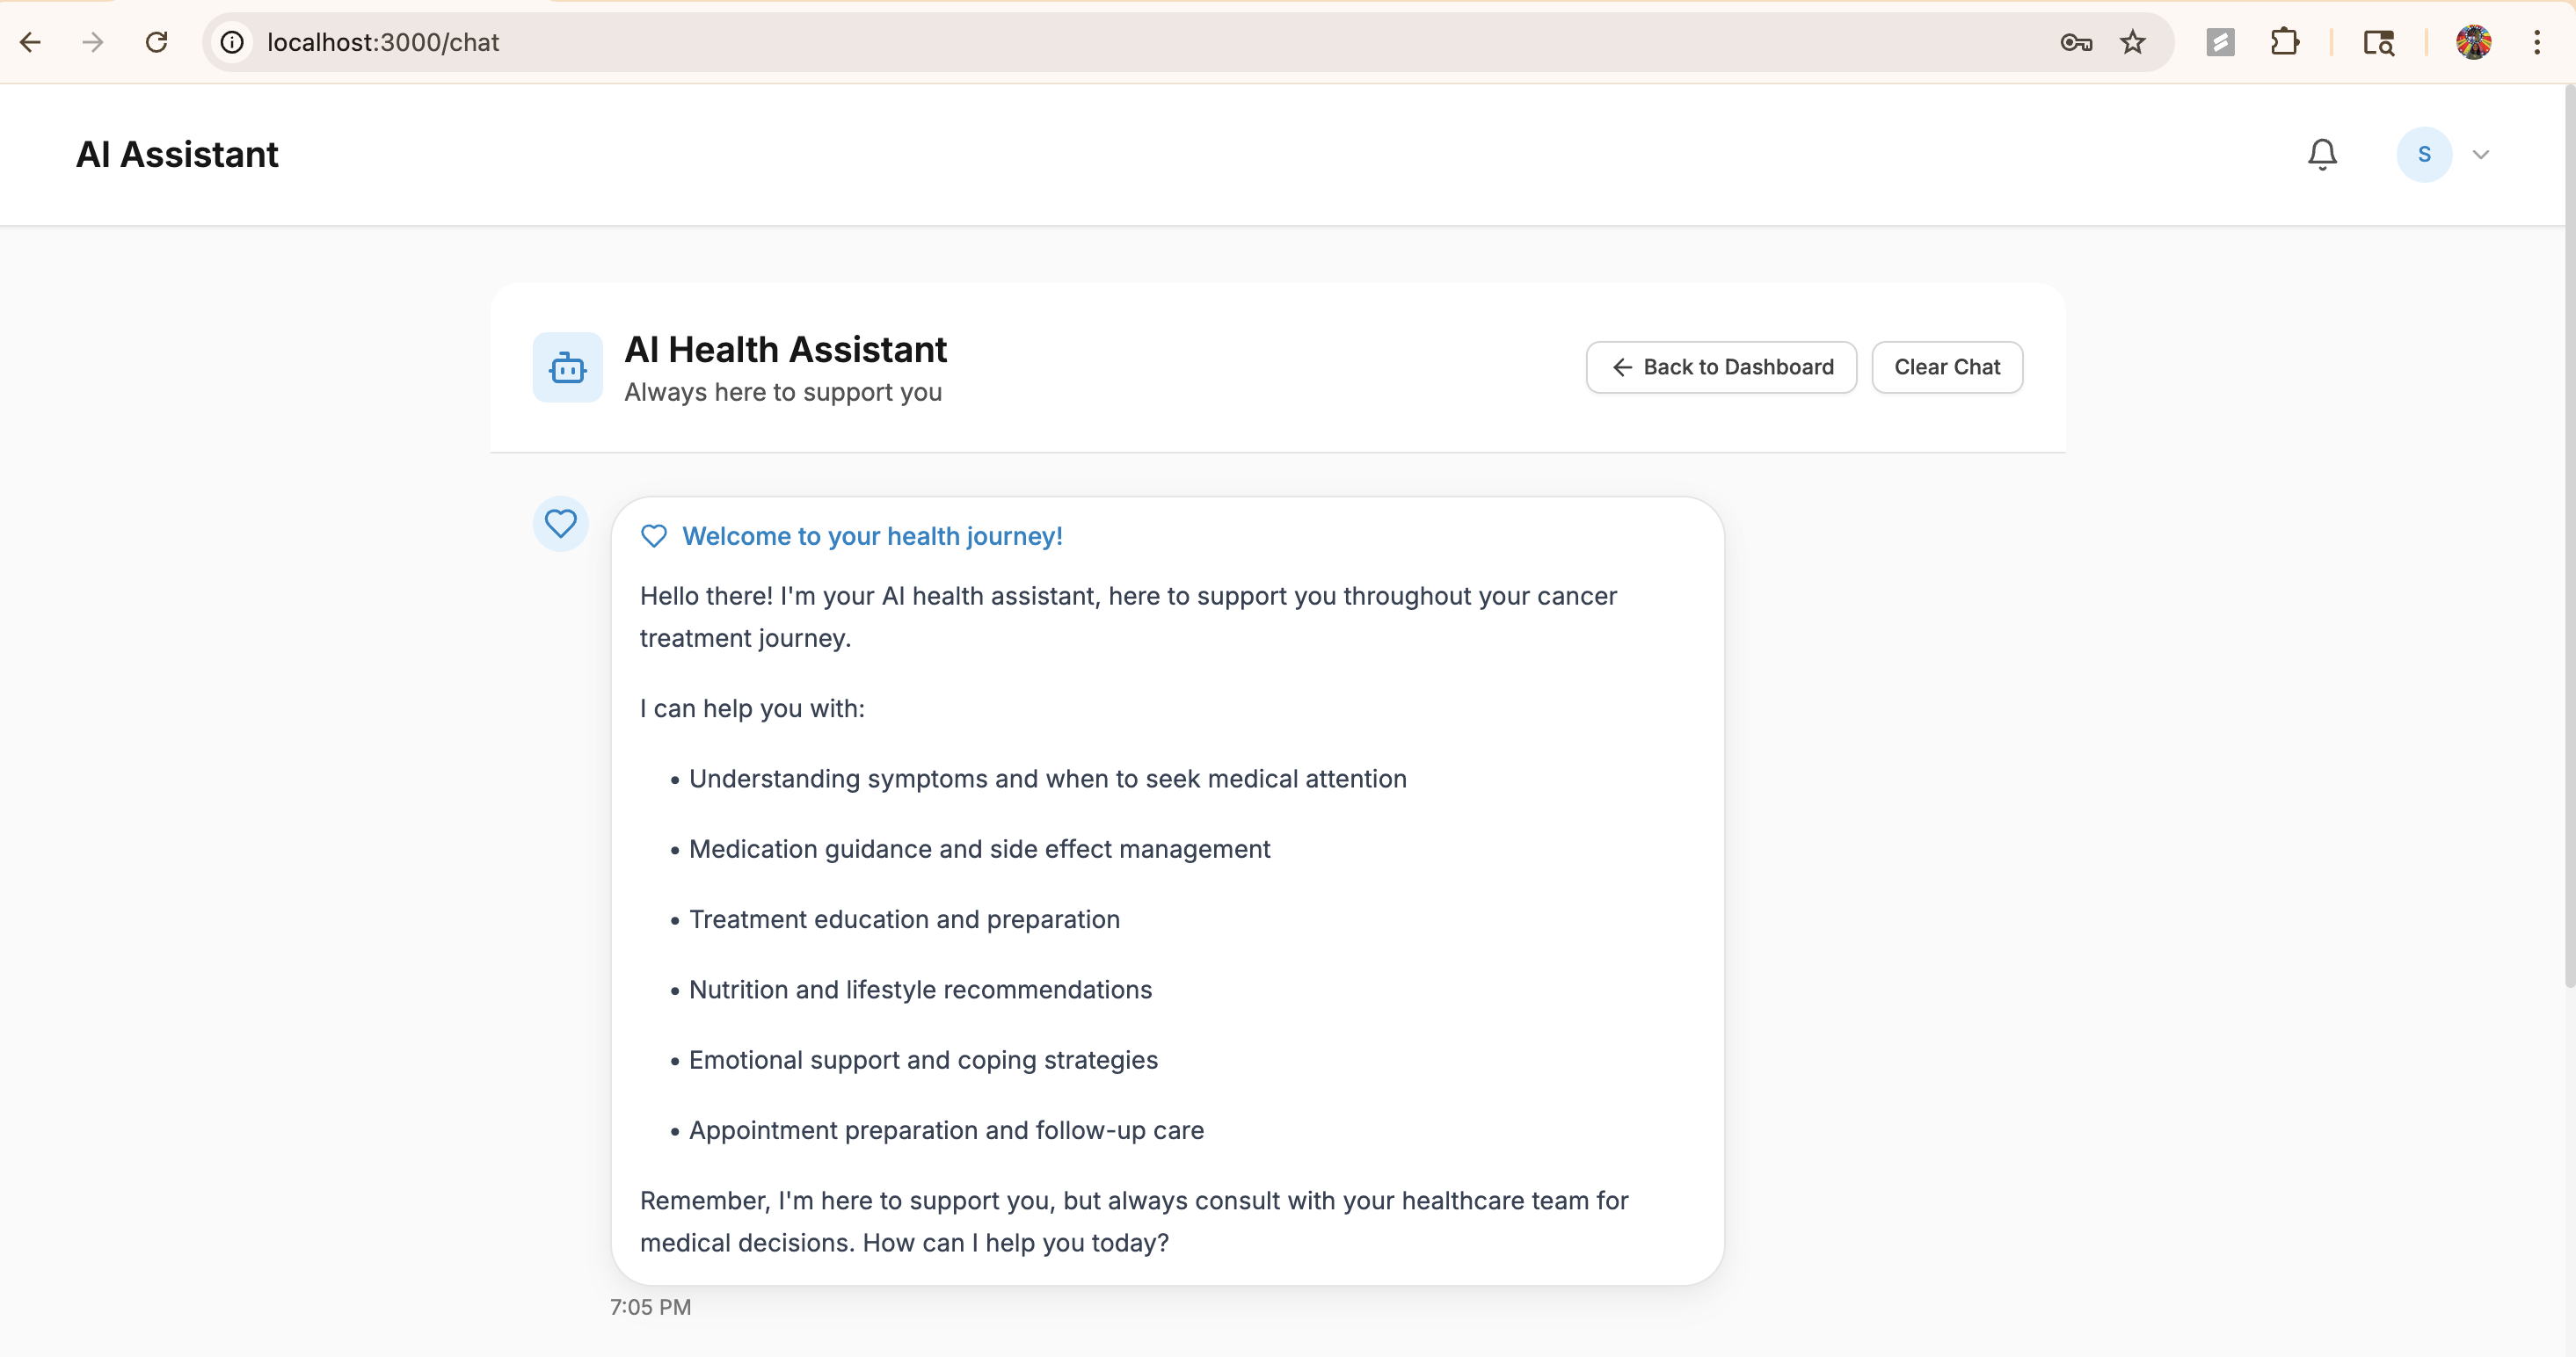 localhost:3000/chat
AI Assistant
S
AI Health Assistant
Always here to support you
Back to Dashboard
Clear Chat
Welcome to your health journey!
Hello there! I'm your AI health assistant, here to support you throughout your cancer
treatment journey.
I can help you with:
• Understanding symptoms and when to seek medical attention
• Medication guidance and side effect management
• Treatment education and preparation
• Nutrition and lifestyle recommendations
• Emotional support and coping strategies
• Appointment preparation and follow-up care
Remember, I'm here to support you, but always consult with your healthcare team for
medical decisions. How can I help you today?
7:05 PM